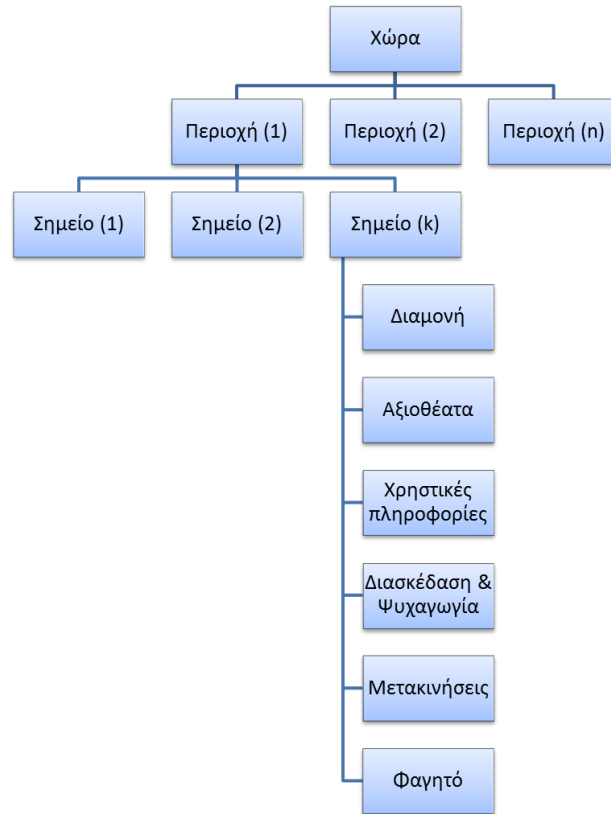 Χώρα
Περιοχή (1)
Περιοχή (2)
Περιοχή (n)
Σημείο (1)
Σημείο (2)
Σημείο (k)
Διαμονή
Αξιοθέατα
Χρηστικές
πληροφορίες
Διασκέδαση &
Ψυχαγωγία
Μετακινήσεις
Φαγητό